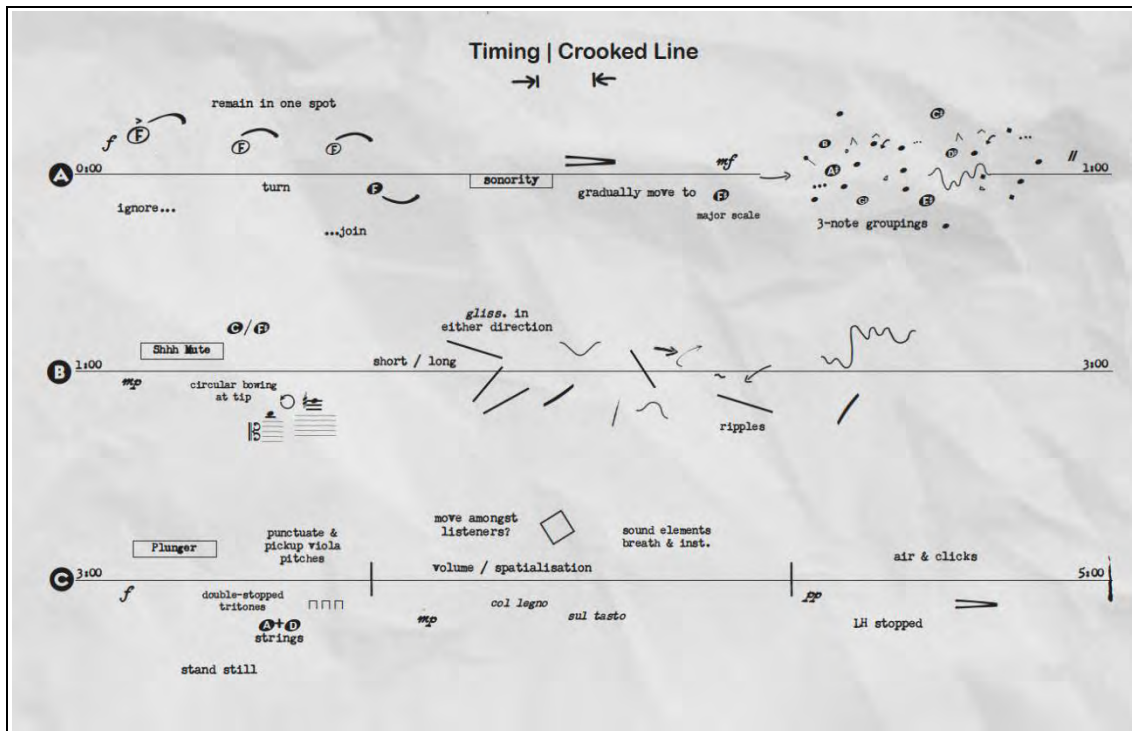 Timing | Crooked Line
remain in one spot
f
F
F
F
mf
A
0:00
turn
F
sonority
gradually move to
F♯
major scale
1:00
ignore...
...join
3-note groupings
C / F♯
gliss. in
either direction
Shhh Mute
short / long
B
1:00
3:00
mp
circular bowing
at tip
ripples
move amongst
listeners?
punctuate &
pickup viola
pitches
sound elements
breath & inst.
Plunger
volume / spatialisation
air & clicks
C
3:00
5:00
f
double-stopped
tritones
A+D
strings
mp
col legno
sul tasto
pp
LH stopped
stand still